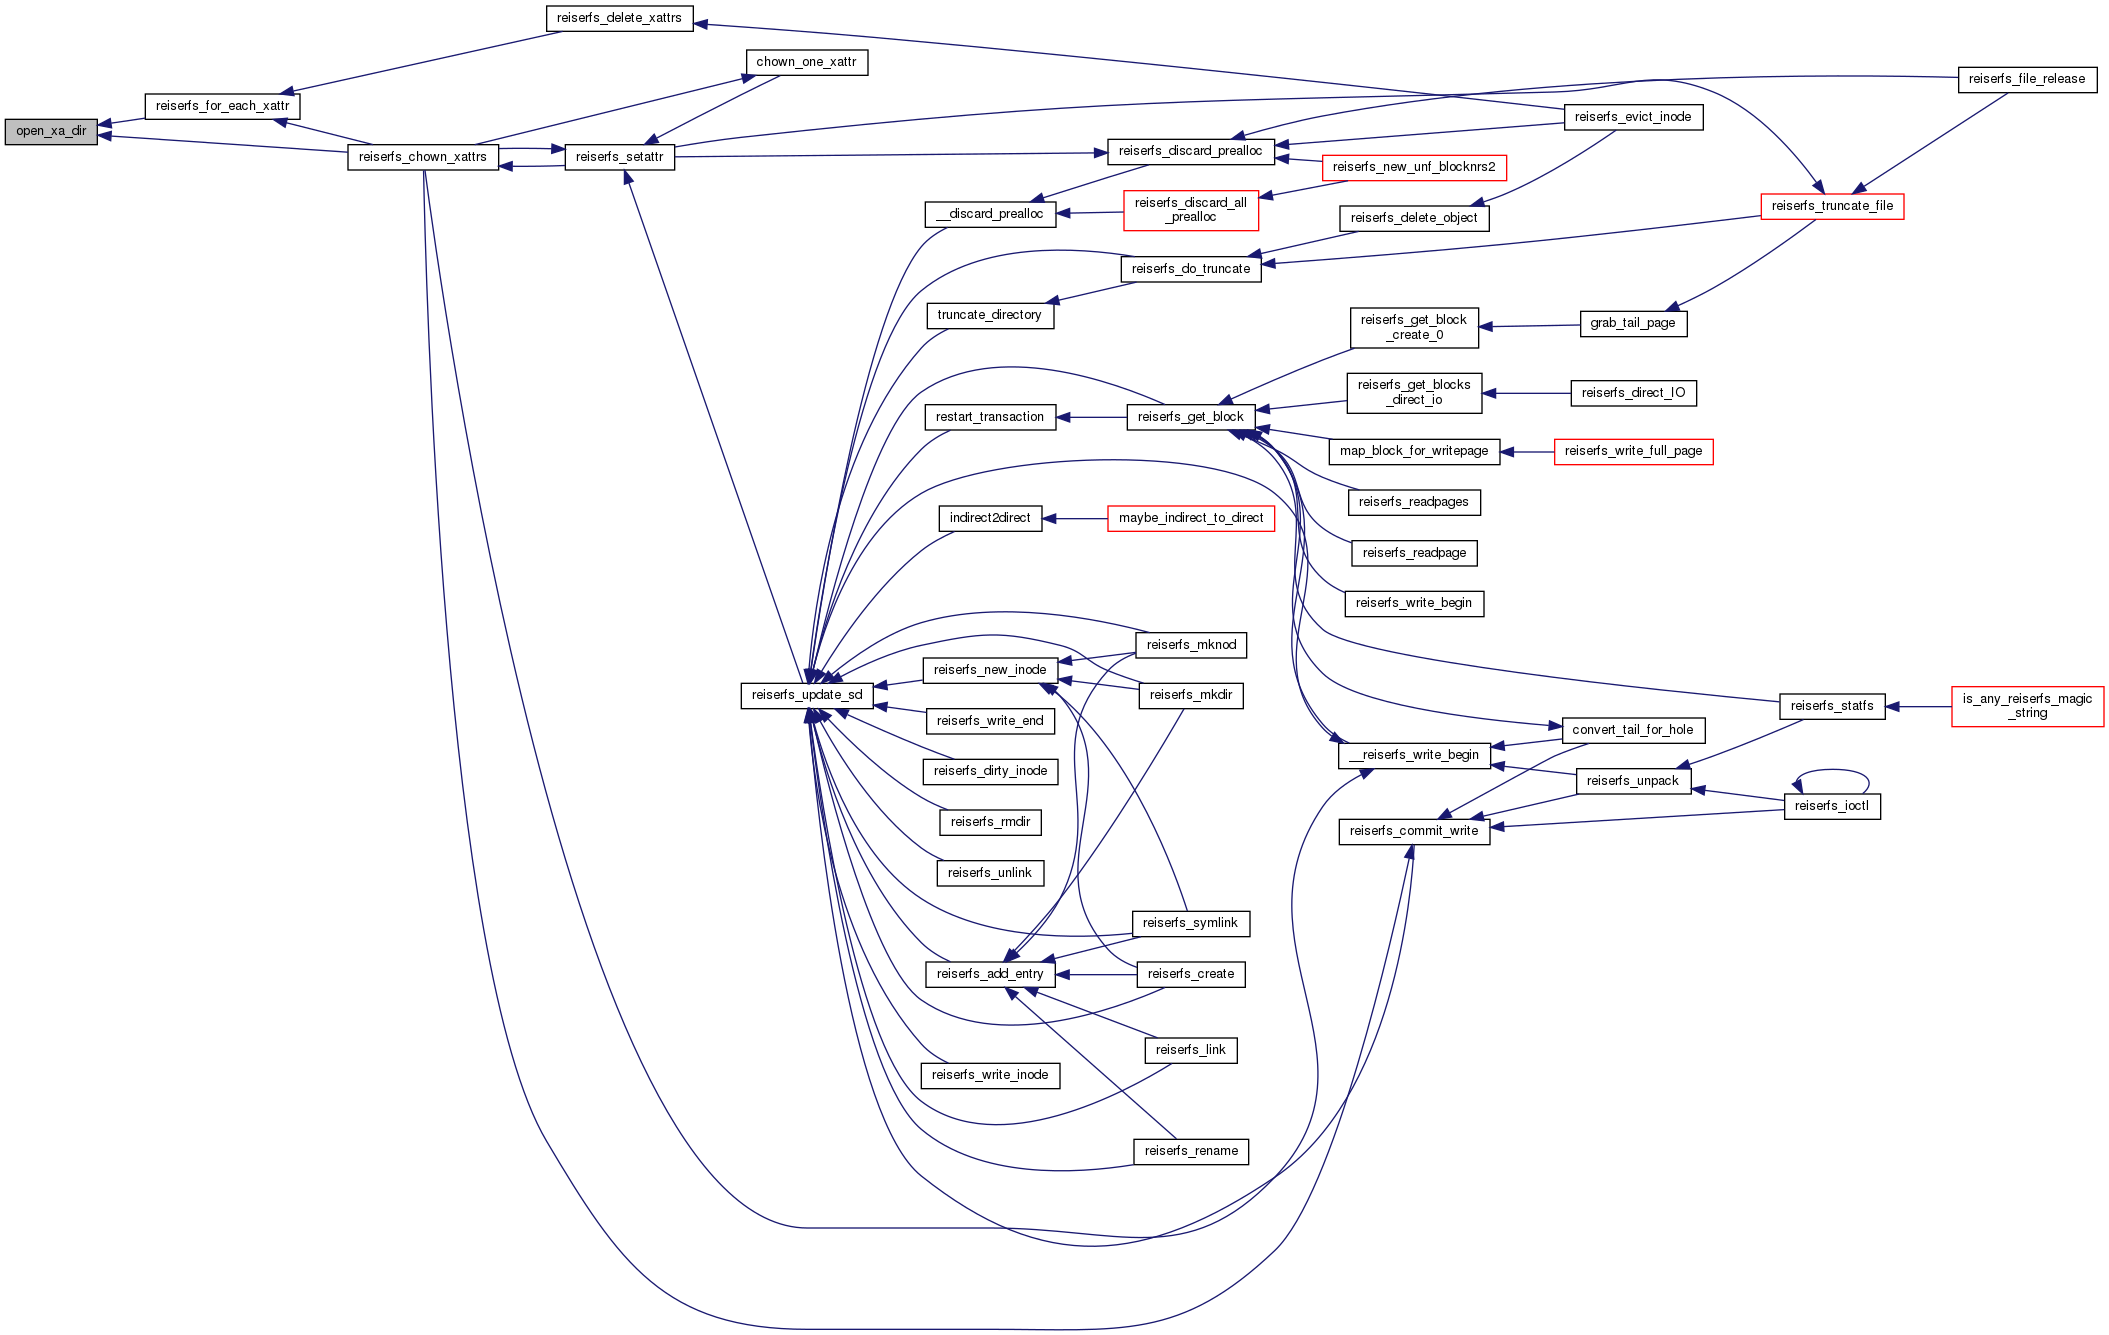 reiserfs_delete_xattrs
chown_one_xattr
reiserfs_file_release
reiserfs_for_each_xattr
open_xa_dir
reiserfs_evict_inode
reiserfs_chown_xattrs
reiserfs_setattr
reiserfs_discard_prealloc
reiserfs_new_unf_blocknrs2
__discard_prealloc
reiserfs_discard_all
_prealloc
reiserfs_delete_object
reiserfs_truncate_file
reiserfs_do_truncate
truncate_directory
reiserfs_get_block
_create_0
grab_tail_page
reiserfs_get_blocks
_direct_io
reiserfs_direct_IO
restart_transaction
reiserfs_get_block
map_block_for_writepage
reiserfs_write_full_page
reiserfs_readpages
indirect2direct
maybe_indirect_to_direct
reiserfs_readpage
reiserfs_write_begin
reiserfs_mknod
reiserfs_new_inode
reiserfs_update_sd
reiserfs_mkdir
reiserfs_statfs
is_any_reiserfs_magic
_string
reiserfs_write_end
convert_tail_for_hole
__reiserfs_write_begin
reiserfs_dirty_inode
reiserfs_unpack
reiserfs_ioctl
reiserfs_rmdir
reiserfs_commit_write
reiserfs_unlink
reiserfs_symlink
reiserfs_add_entry
reiserfs_create
reiserfs_link
reiserfs_write_inode
reiserfs_rename